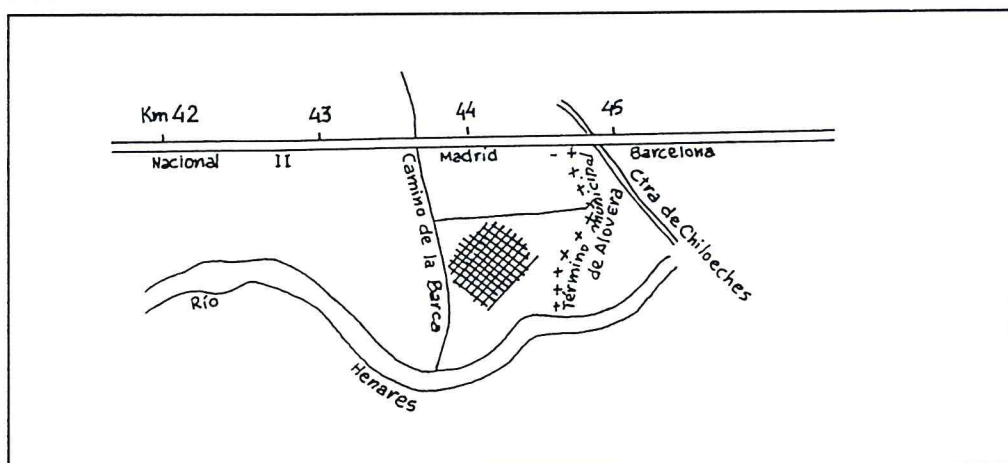 Km 42
43
44
45
Nacional II Madrid - Barcelona
Camino de la Barca
Término municipal
de Alovera
Ctra de Chiloeches
Río
Henares